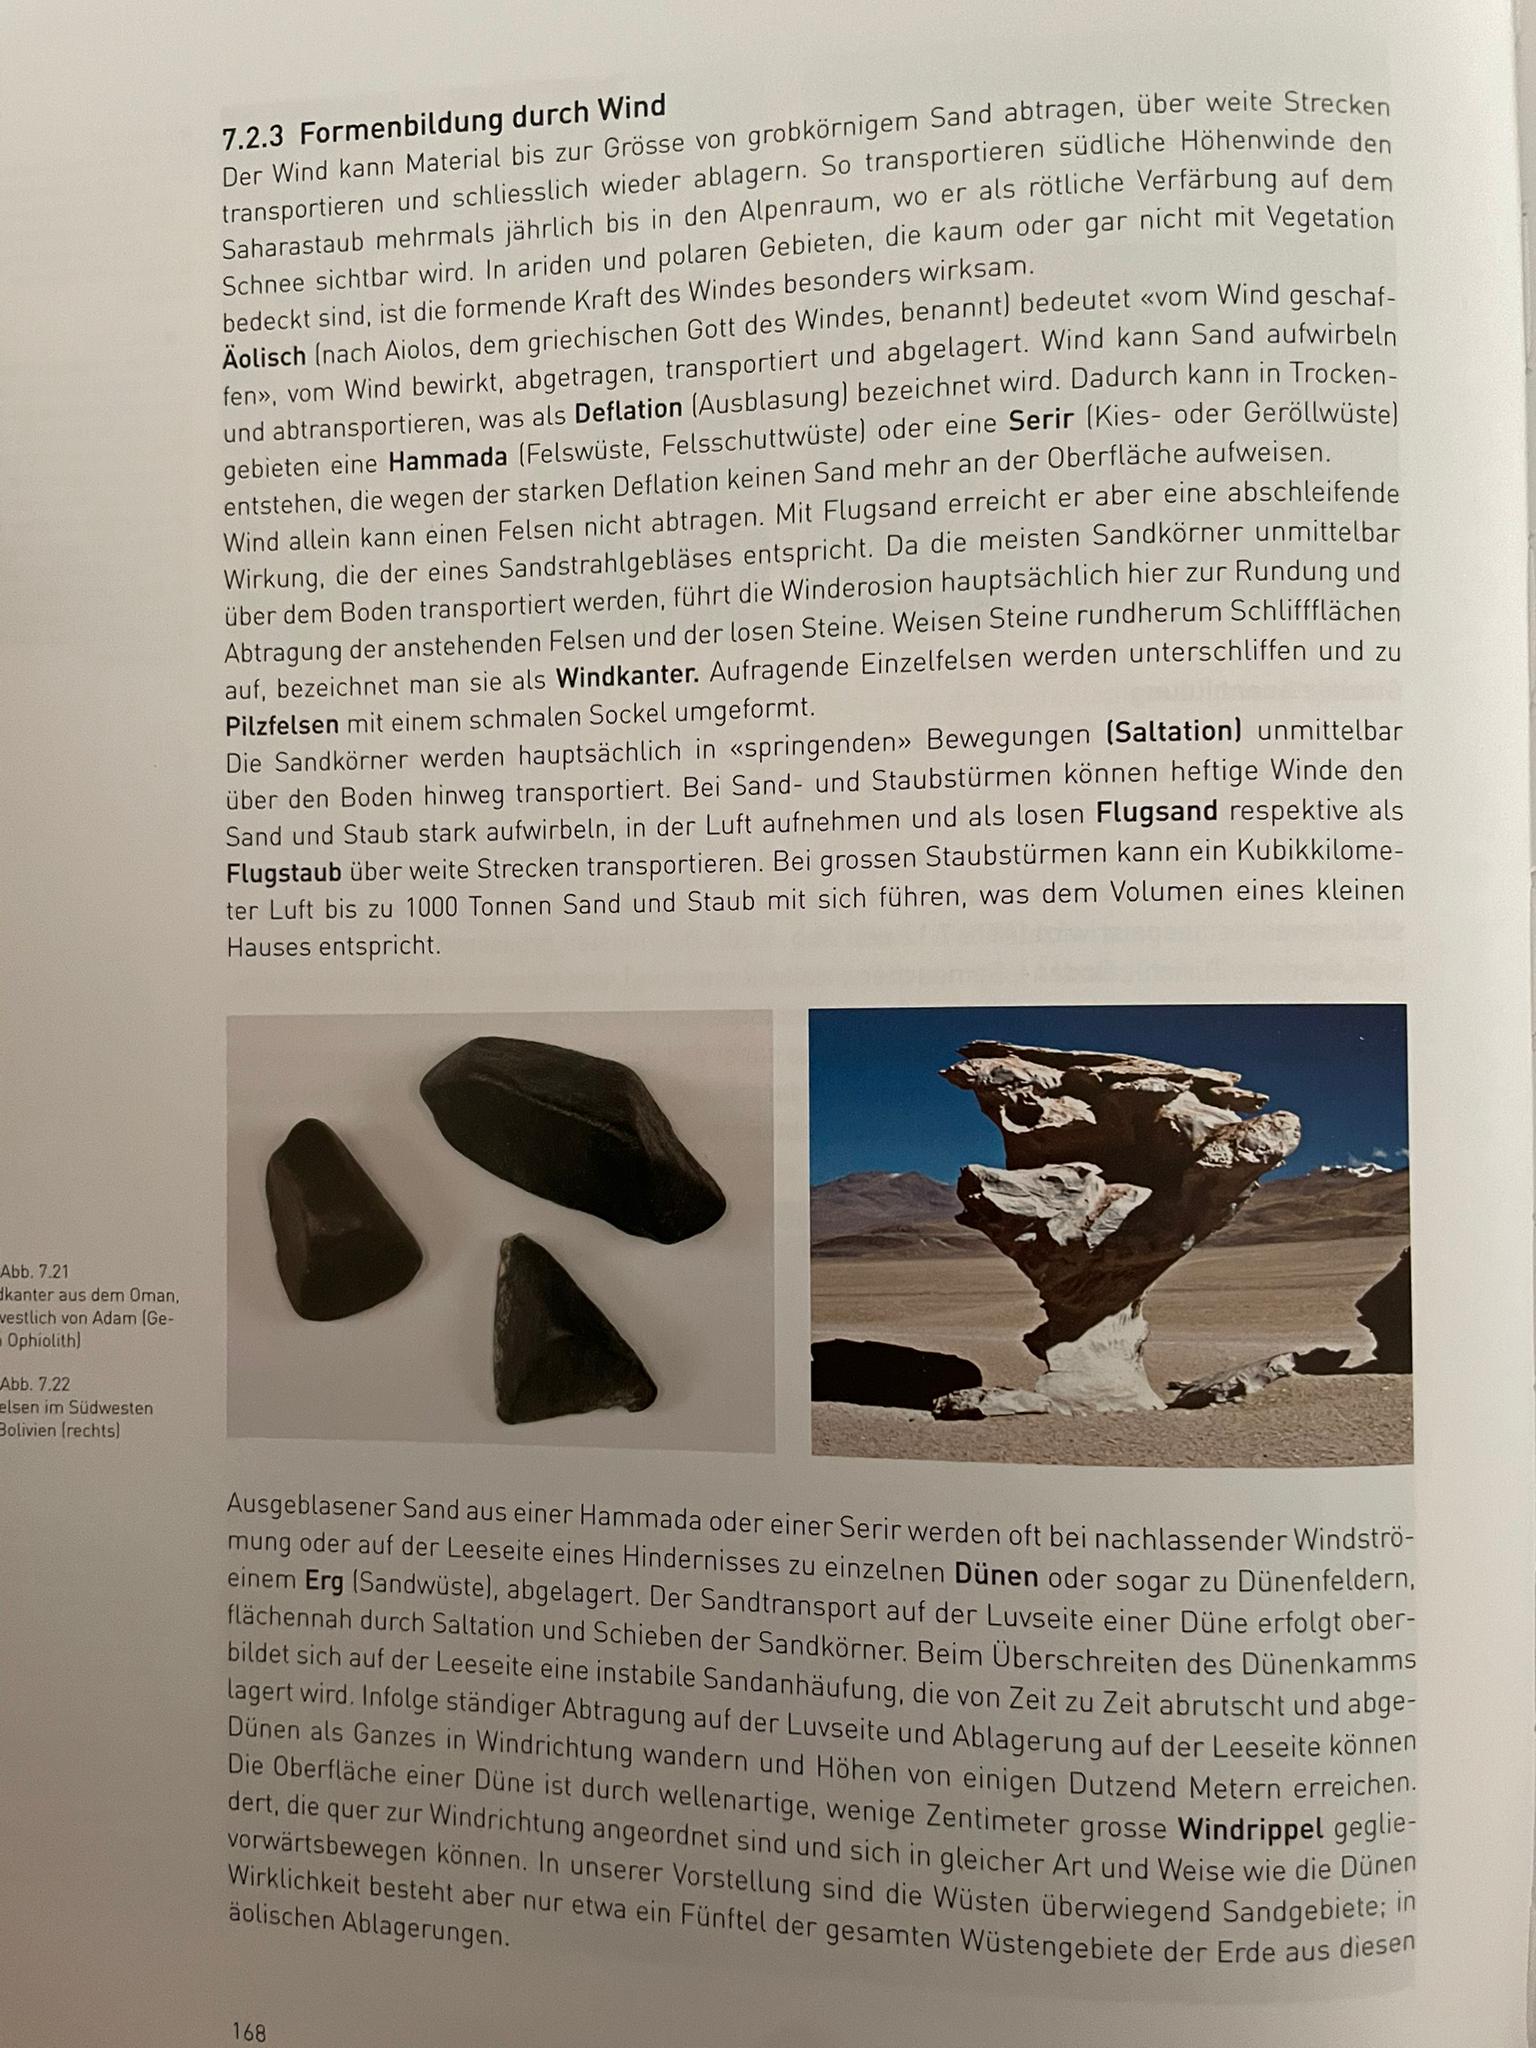 7.2.3 Formenbildung durch Wind
Der Wind kann Material bis zur Grösse von grobkörnigem Sand abtragen, über weite Strecken
transportieren und schliesslich wieder ablagern. So transportieren südliche Höhenwinde den
Saharastaub mehrmals jährlich bis in den Alpenraum, wo er als rötliche Verfärbung auf dem
Schnee sichtbar wird. In ariden und polaren Gebieten, die kaum oder gar nicht mit Vegetation
bedeckt sind, ist die formende Kraft des Windes besonders wirksam.
Äolisch (nach Aiolos, dem griechischen Gott des Windes, benannt) bedeutet «vom Wind geschaf-
fen», vom Wind bewirkt, abgetragen, transportiert und abgelagert. Wind kann Sand aufwirbeln
und abtransportieren, was als Deflation (Ausblasung) bezeichnet wird. Dadurch kann in Trocken-
gebieten eine Hammada (Felswüste, Felsschuttwüste) oder eine Serir (Kies- oder Geröllwüste)
entstehen, die wegen der starken Deflation keinen Sand mehr an der Oberfläche aufweisen.
Wind allein kann einen Felsen nicht abtragen. Mit Flugsand erreicht er aber eine abschleifende
Wirkung, die der eines Sandstrahlgebläses entspricht. Da die meisten Sandkörner unmittelbar
über dem Boden transportiert werden, führt die Winderosion hauptsächlich hier zur Rundung und
Abtragung der anstehenden Felsen und der losen Steine. Weisen Steine rundherum Schliffflächen
auf, bezeichnet man sie als Windkanter. Aufragende Einzelfelsen werden unterschliffen und zu
Pilzfelsen mit einem schmalen Sockel umgeformt.
Die Sandkörner werden hauptsächlich in «springenden» Bewegungen (Saltation) unmittelbar
über den Boden hinweg transportiert. Bei Sand- und Staubstürmen können heftige Winde den
Sand und Staub stark aufwirbeln, in der Luft aufnehmen und als losen Flugsand respektive als
Flugstaub über weite Strecken transportieren. Bei grossen Staubstürmen kann ein Kubikkilome-
ter Luft bis zu 1000 Tonnen Sand und Staub mit sich führen, was dem Volumen eines kleinen
Hauses entspricht.
Abb. 7.21
dkanter aus dem Oman,
vestlich von Adam (Ge-
Ophiolith)
Abb. 7.22
elsen im Südwesten
Bolivien (rechts)
Ausgeblasener Sand aus einer Hammada oder einer Serir werden oft bei nachlassender Windströ-
mung oder auf der Leeseite eines Hindernisses zu einzelnen Dünen oder sogar zu Dünenfeldern,
einem Erg (Sandwüste), abgelagert. Der Sandtransport auf der Luvseite einer Düne erfolgt ober-
flächennah durch Saltation und Schieben der Sandkörner. Beim Überschreiten des Dünenkamms
bildet sich auf der Leeseite eine instabile Sandanhäufung, die von Zeit zu Zeit abrutscht und abge-
lagert wird. Infolge ständiger Abtragung auf der Luvseite und Ablagerung auf der Leeseite können
Dünen als Ganzes in Windrichtung wandern und Höhen von einigen Dutzend Metern erreichen.
Die Oberfläche einer Düne ist durch wellenartige, wenige Zentimeter grosse Windrippel geglie-
dert, die quer zur Windrichtung angeordnet sind und sich in gleicher Art und Weise wie die Dünen
vorwärtsbewegen können. In unserer Vorstellung sind die Wüsten überwiegend Sandgebiete; in
Wirklichkeit besteht aber nur etwa ein Fünftel der gesamten Wüstengebiete der Erde aus diesen
äolischen Ablagerungen.
168